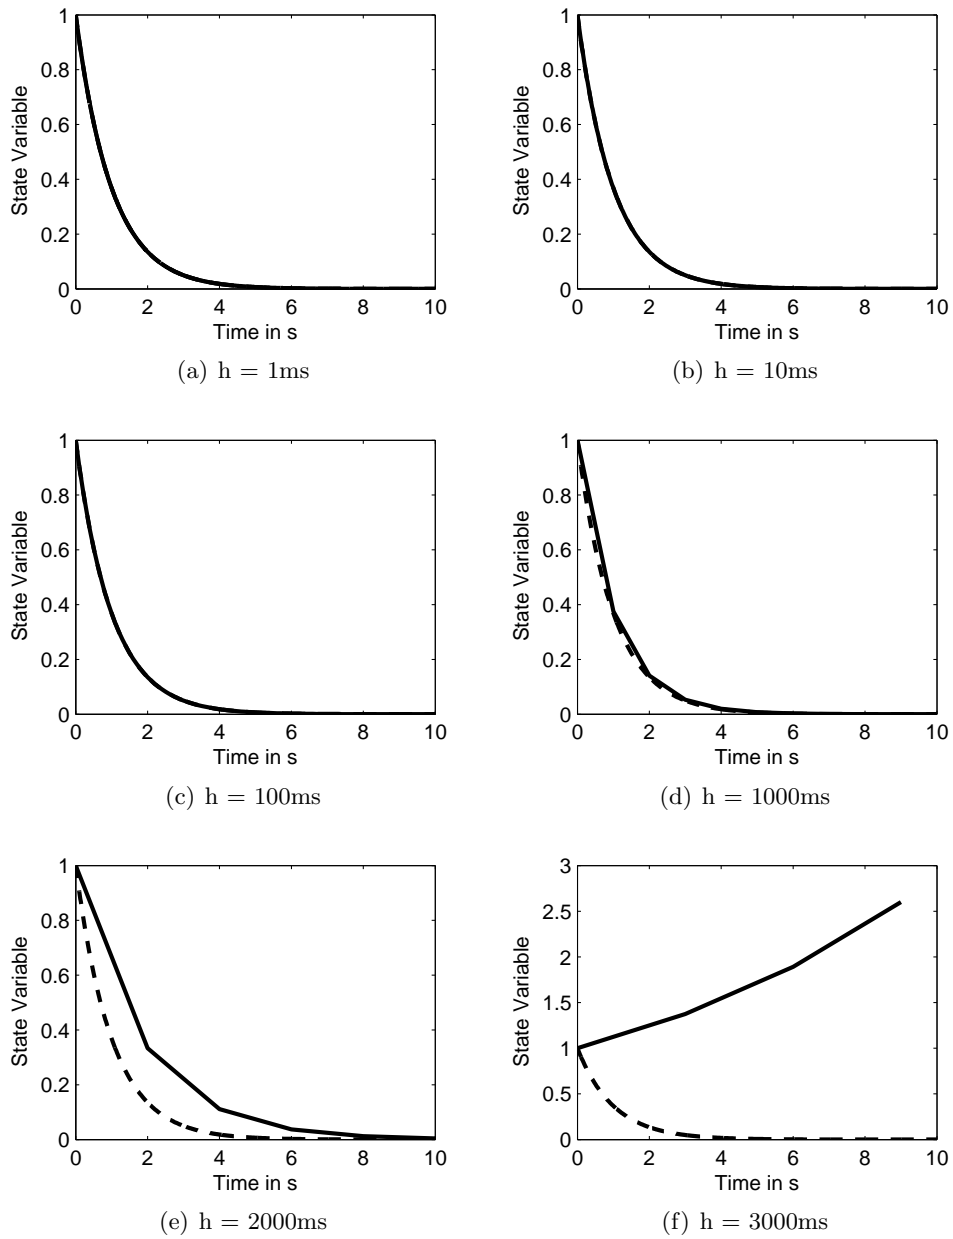 1
0.8
0.6
0.4
0.2
0
0 2 4 6 8 10
State Variable
Time in s
(a) h = 1ms
1
0.8
0.6
0.4
0.2
0
0 2 4 6 8 10
State Variable
Time in s
(b) h = 10ms
1
0.8
0.6
0.4
0.2
0
0 2 4 6 8 10
State Variable
Time in s
(c) h = 100ms
1
0.8
0.6
0.4
0.2
0
0 2 4 6 8 10
State Variable
Time in s
(d) h = 1000ms
1
0.8
0.6
0.4
0.2
0
0 2 4 6 8 10
State Variable
Time in s
(e) h = 2000ms
3
2.5
2
1.5
1
0.5
0
0 2 4 6 8 10
State Variable
Time in s
(f) h = 3000ms